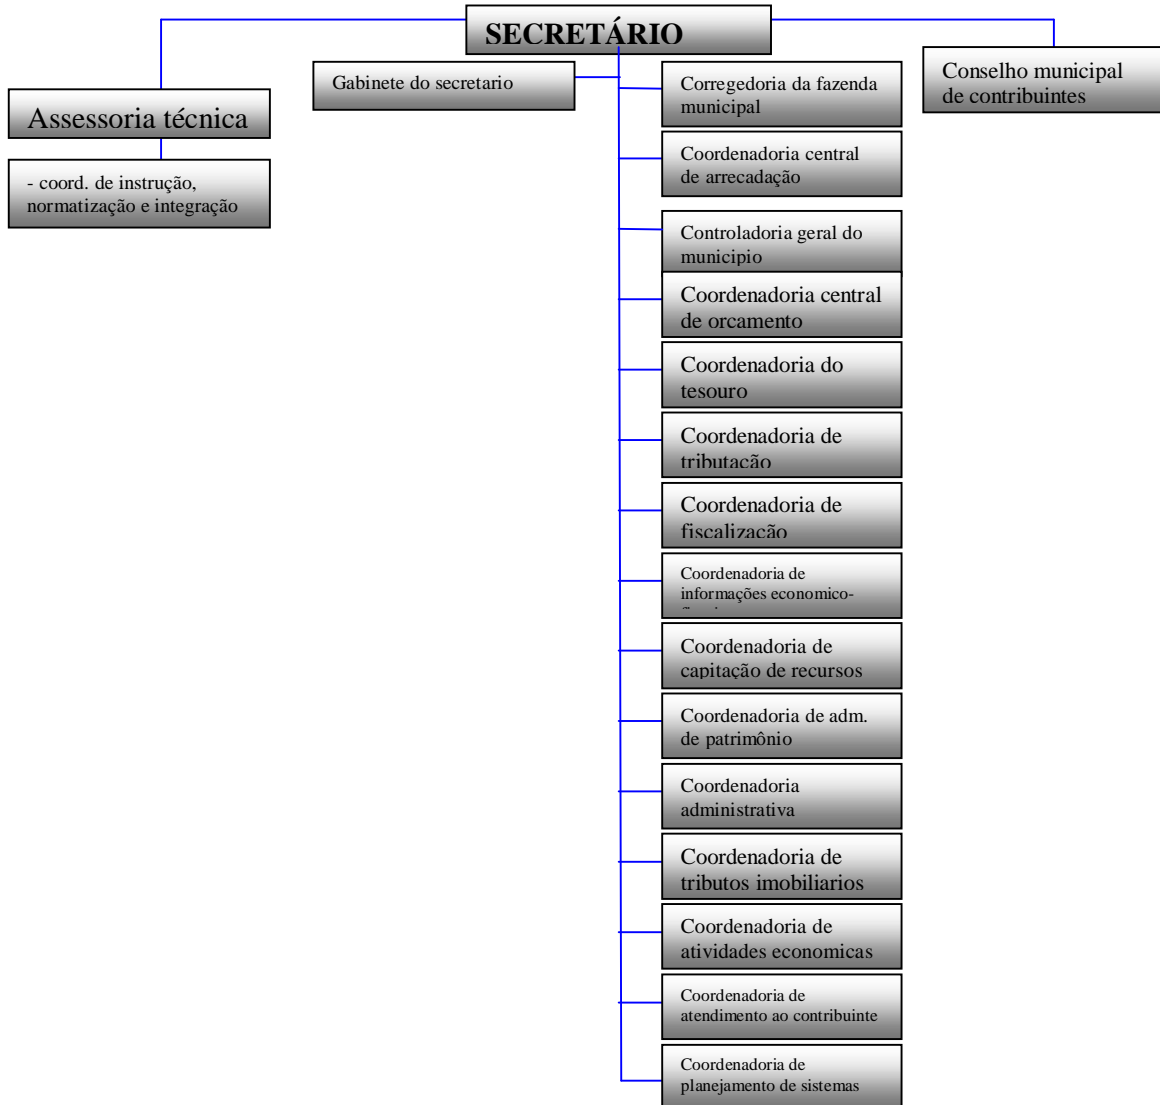 SECRETÁRIO
Gabinete do secretario
Assessoria técnica
- coord. de instrução,
normatização e integração
Conselho municipal
de contribuintes
Corregedoria da fazenda
municipal
Coordenadoria central
de arrecadação
Controladoria geral do
municipio
Coordenadoria central
de orcamento
Coordenadoria do
tesouro
Coordenadoria de
tributacão
Coordenadoria de
fiscalizacão
Coordenadoria de
informações economico-
Coordenadoria de
capitação de recursos
Coordenadoria de adm.
de patrimônio
Coordenadoria
administrativa
Coordenadoria de
tributos imobiliarios
Coordenadoria de
atividades economicas
Coordenadoria de
atendimento ao contribuinte
Coordenadoria de
planejamento de sistemas